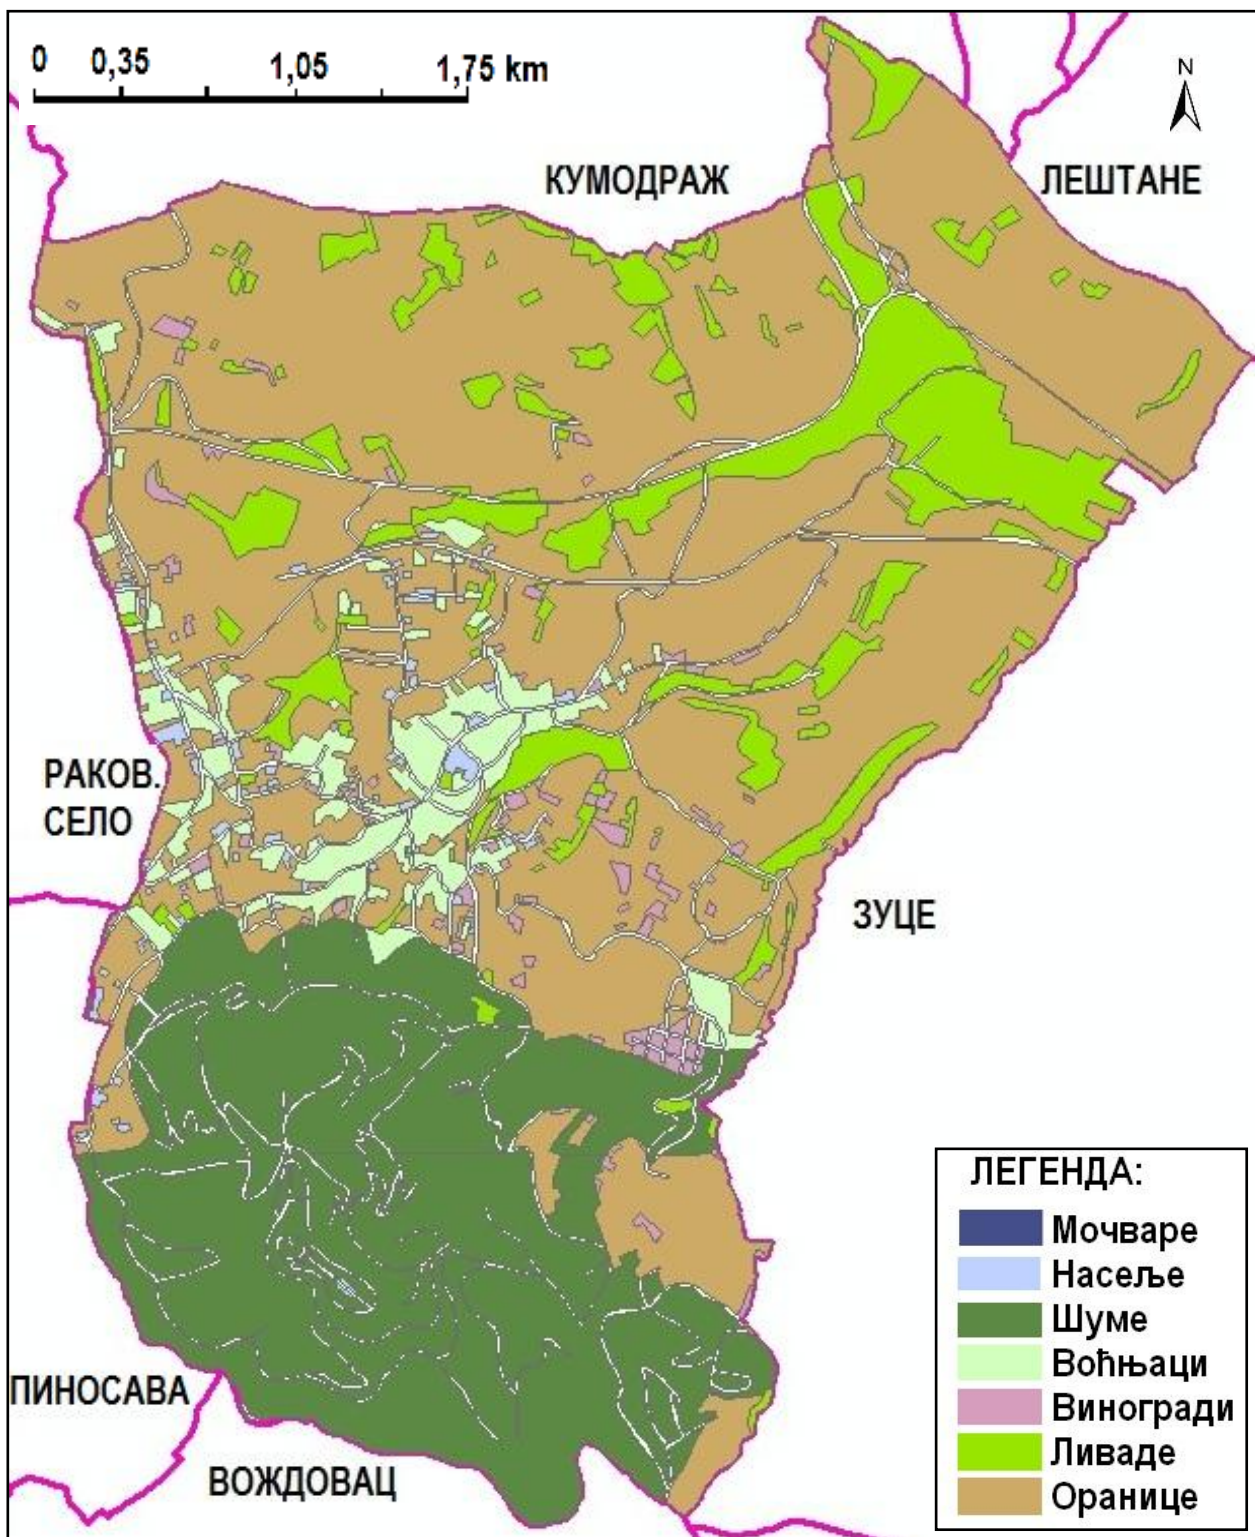 0 0,35 1,05 1,75 km
N
КУМОДРАЖ
ЛЕШТАНЕ
РАКОВ.
СЕЛО
ЗУЦЕ
ПИНОСАВА
ВОЖДОВАЦ
ЛЕГЕНДА:
Мочваре
Насеље
Шуме
Воћњаци
Виногради
Ливаде
Оранице